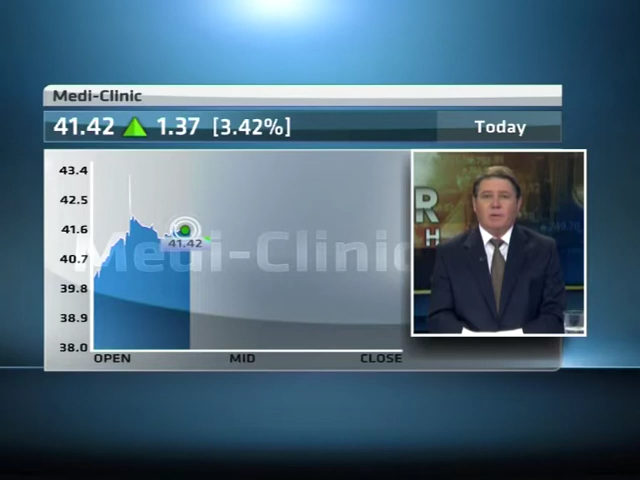 Medi-Clinic
41.42 1.37 [3.42%] Today
43.4
42.5
41.6
40.7
39.8
38.9
38.0
41.42
Medi-Clinic
OPEN MID CLOSE
R
H